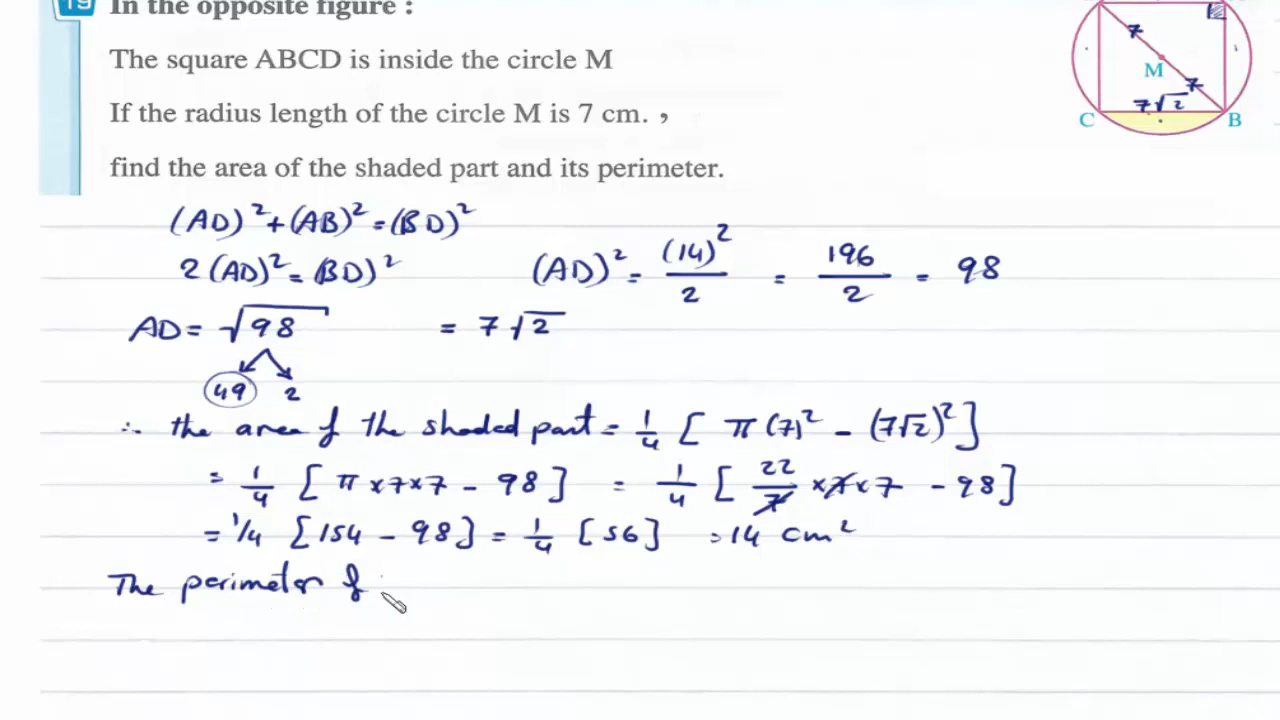 19 In the opposite figure :
The square ABCD is inside the circle M
If the radius length of the circle M is 7 cm. ,
find the area of the shaded part and its perimeter.
7
M
7
7√2
C
B
(AD)² + (AB)² = (BD)²
2 (AD)² = (BD)² (AD)² = (14)²/2 = 196/2 = 98
AD = √98 = 7√2
49 2
∴ the area of the shaded part = 1/4 [ π (7)² - (7√2)² ]
= 1/4 [ π × 7 × 7 - 98 ] = 1/4 [ 22/7 × 7 × 7 - 98 ]
= 1/4 [ 154 - 98 ] = 1/4 [ 56 ] = 14 cm²
The perimeter of